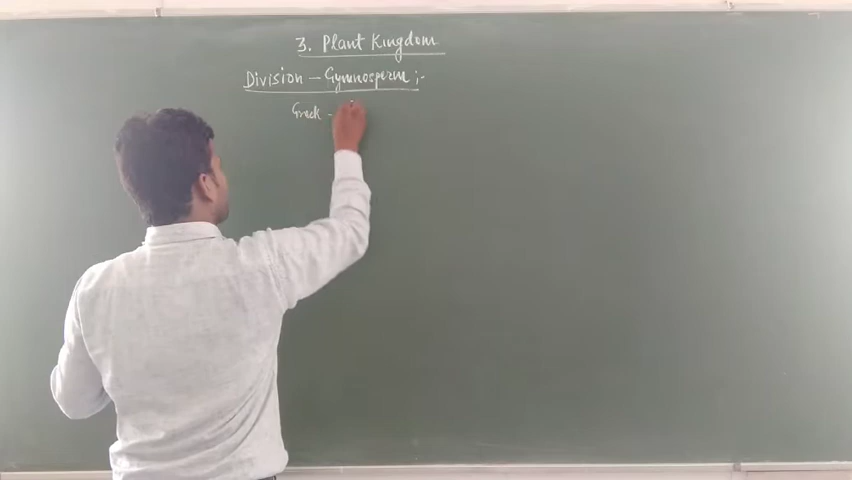 3. Plant Kingdom
Division - Gymnosperm ;-
Greek -